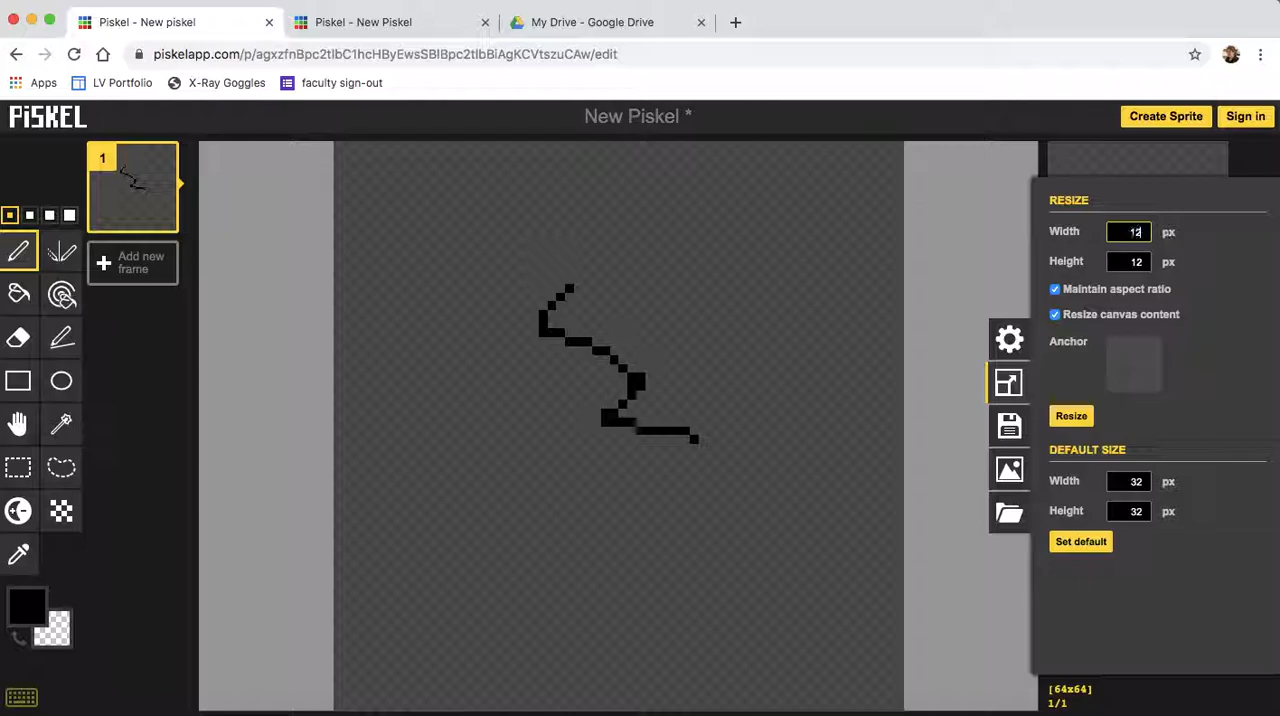 Piskel - New piskel
Piskel - New Piskel
My Drive - Google Drive
piskelapp.com/p/agxzfnBpc2tlbC1hcHByEwsSBlBpc2tlbBiAgKCVtszuCAw/edit
Apps
LV Portfolio
X-Ray Goggles
faculty sign-out
PiSKEL
New Piskel *
Create Sprite
Sign in
1
Add new
frame
RESIZE
Width 12 px
Height 12 px
Maintain aspect ratio
Resize canvas content
Anchor
Resize
DEFAULT SIZE
Width 32 px
Height 32 px
Set default
[64x64]
1/1